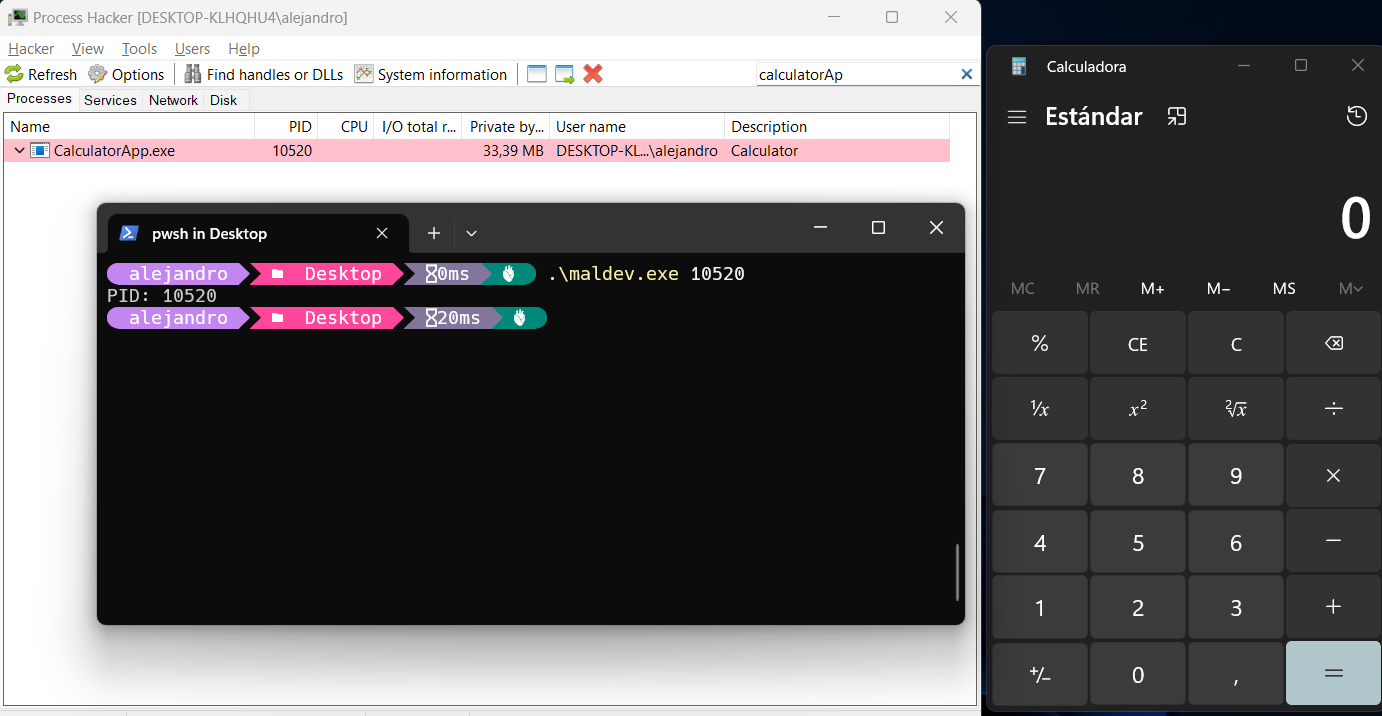 Process Hacker [DESKTOP-KLHQHU4\alejandro]
Hacker View Tools Users Help
Refresh Options Find handles or DLLs System information calculatorAp
Processes Services Network Disk
Name PID CPU I/O total r... Private by... User name Description
CalculatorApp.exe 10520 33,39 MB DESKTOP-KL...\alejandro Calculator
pwsh in Desktop
alejandro Desktop 0ms .\maldev.exe 10520
PID: 10520
alejandro Desktop 20ms
Calculadora
Estándar
0
MC MR M+ M− MS M
% CE C
¹/x x² ²√x ÷
7 8 9 ×
4 5 6 −
1 2 3 +
+/− 0 , =